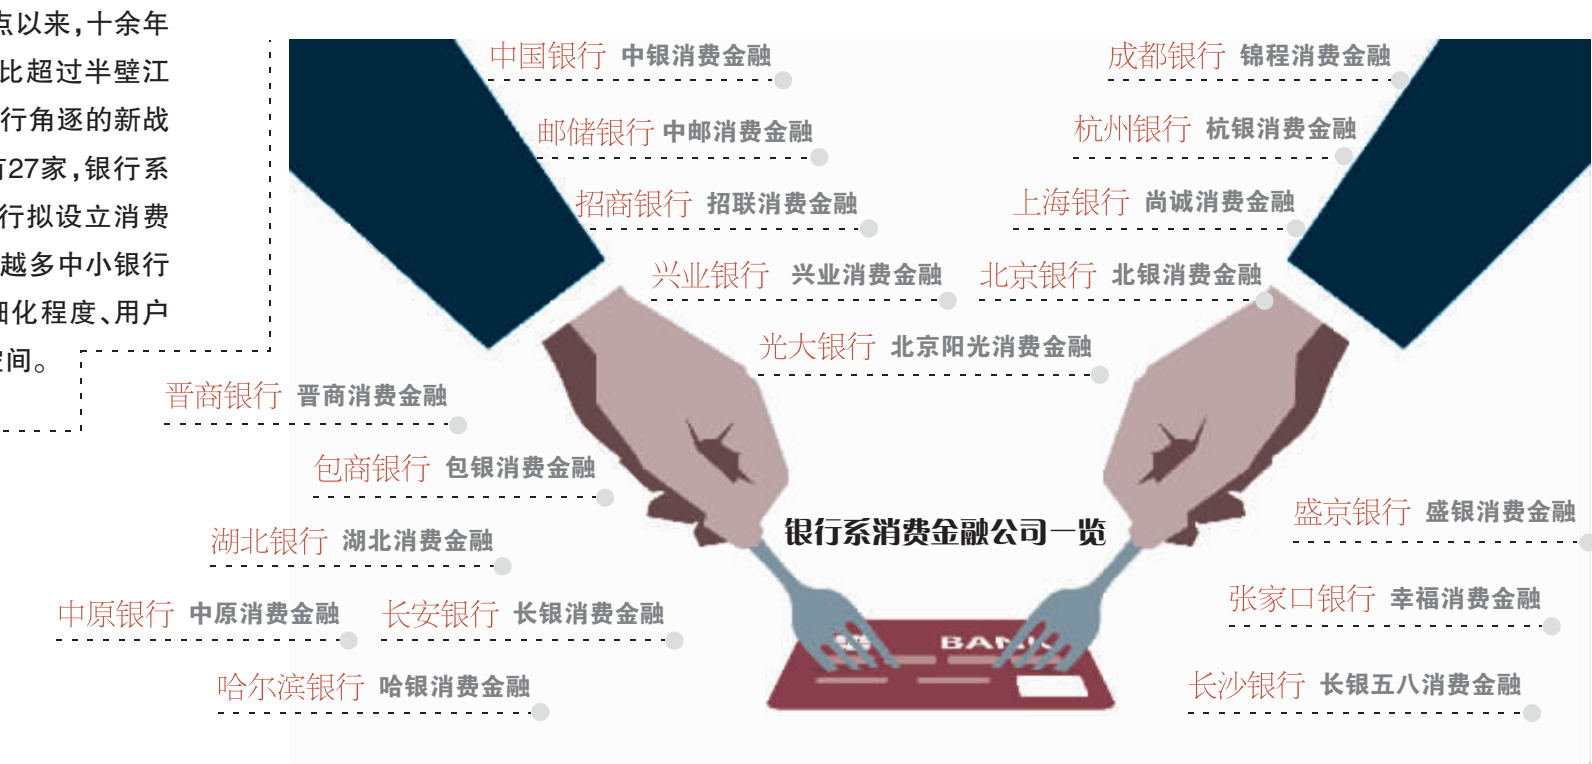 点以来,十余年
比超过半壁江
行角逐的新战
有27家,银行系
行拟设立消费
越多中小银行
细化程度、用户
空间。
中国银行 中银消费金融
成都银行 锦程消费金融
邮储银行 中邮消费金融
杭州银行 杭银消费金融
招商银行 招联消费金融
上海银行 尚诚消费金融
兴业银行 兴业消费金融
北京银行 北银消费金融
光大银行 北京阳光消费金融
晋商银行 晋商消费金融
包商银行 包银消费金融
银行系消费金融公司一览
盛京银行 盛银消费金融
湖北银行 湖北消费金融
张家口银行 幸福消费金融
中原银行 中原消费金融
长安银行 长银消费金融
BANK
哈尔滨银行 哈银消费金融
长沙银行 长银五八消费金融